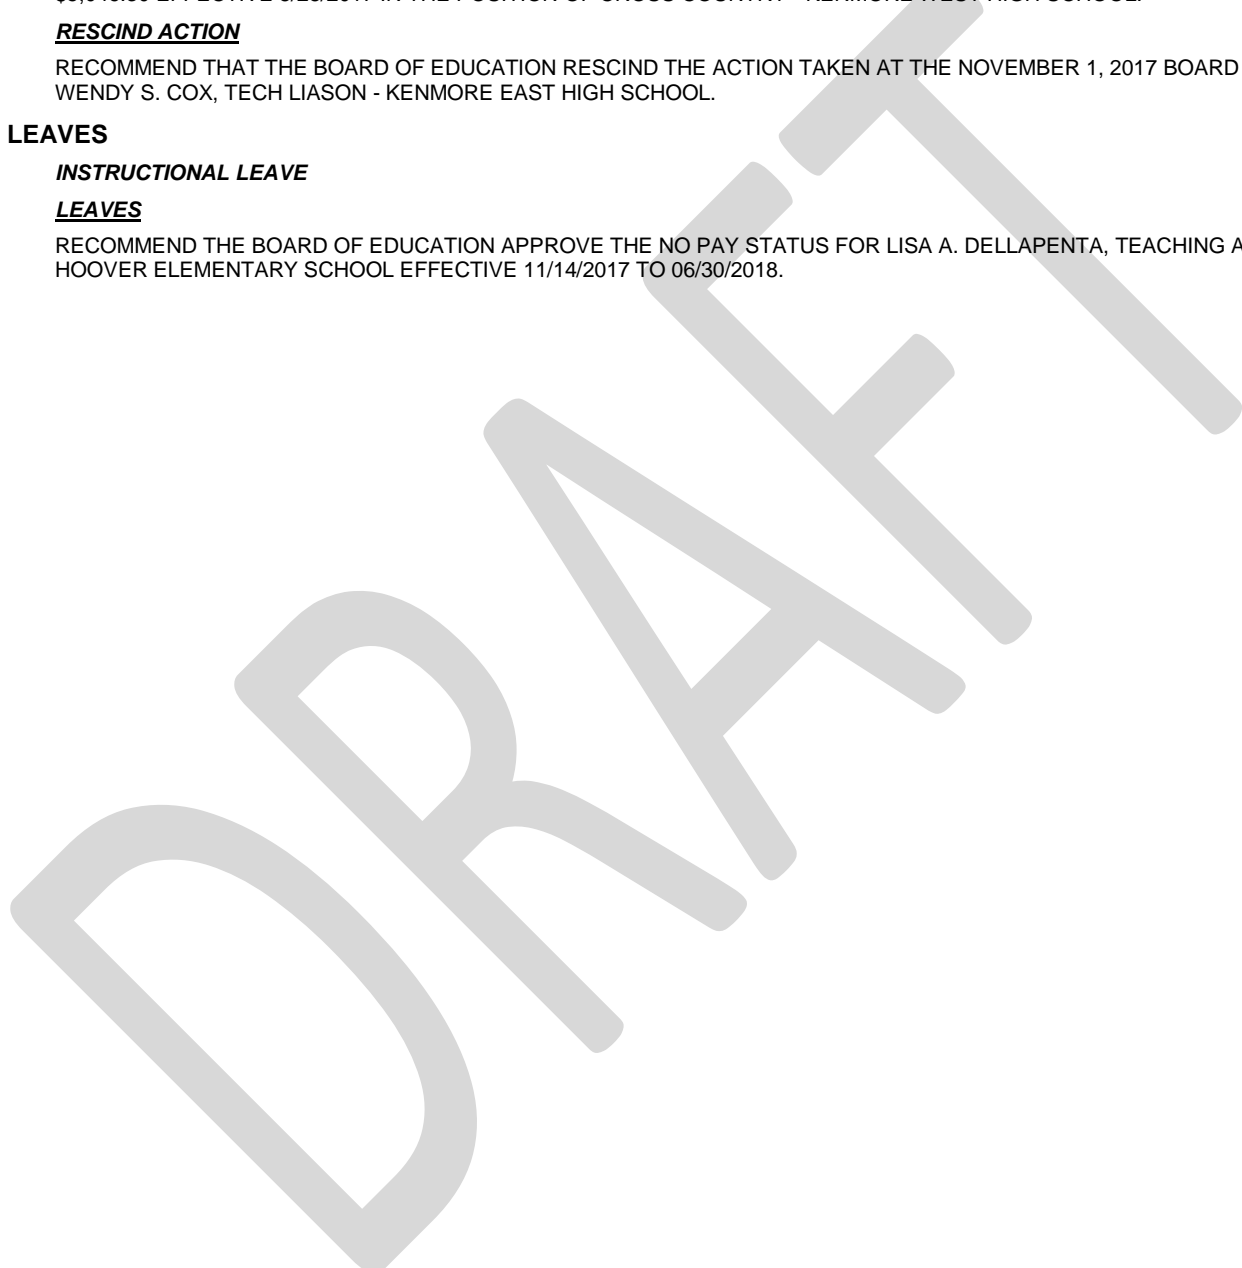 RESCIND ACTION
RECOMMEND THAT THE BOARD OF EDUCATION RESCIND THE ACTION TAKEN AT THE NOVEMBER 1, 2017 BOARD
WENDY S. COX, TECH LIASON - KENMORE EAST HIGH SCHOOL.
LEAVES
INSTRUCTIONAL LEAVE
LEAVES
RECOMMEND THE BOARD OF EDUCATION APPROVE THE NO PAY STATUS FOR LISA A. DELLAPENTA, TEACHING A
HOOVER ELEMENTARY SCHOOL EFFECTIVE 11/14/2017 TO 06/30/2018.
DRAFT